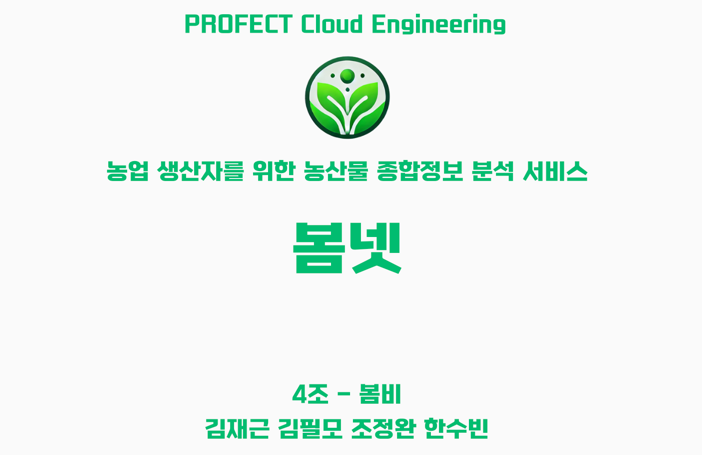 PROFECT Cloud Engineering
농업 생산자를 위한 농산물 종합정보 분석 서비스
봄넷
4조 - 봄비
김재근 김필모 조정완 한수빈